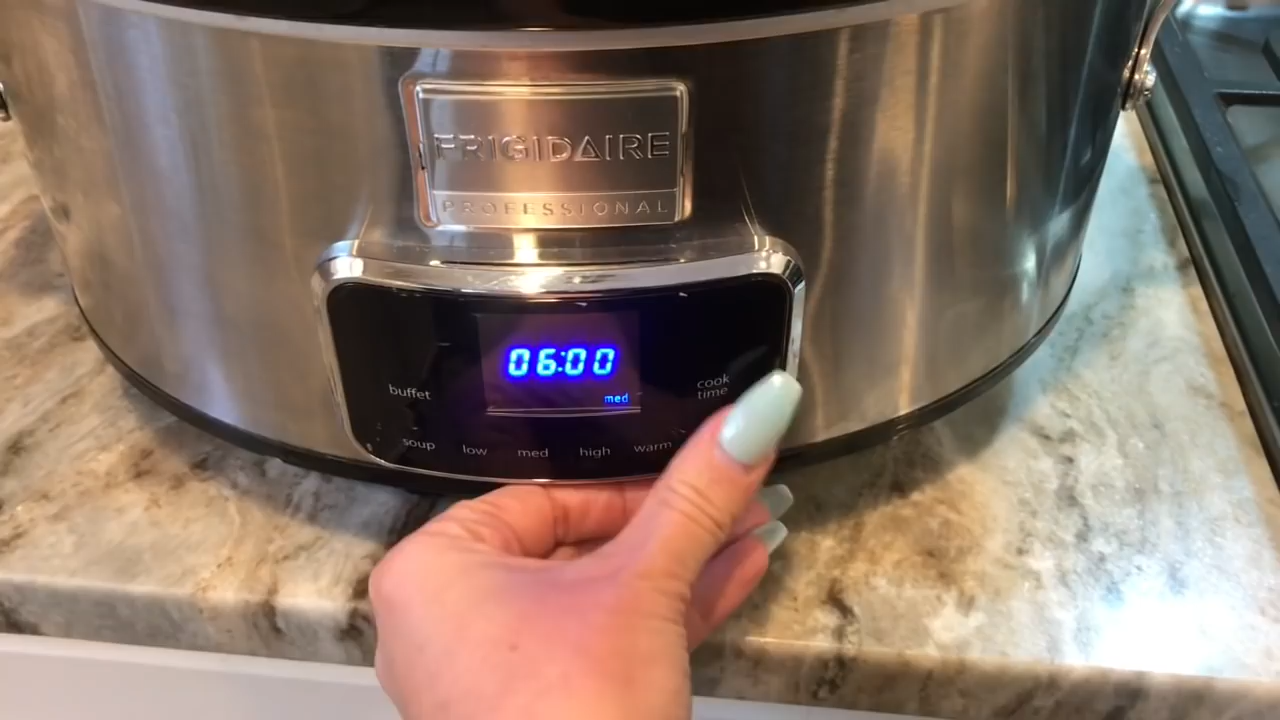 FRIGIDAIRE
PROFESSIONAL
06:00
med
buffet
cook
time
soup low med high warm